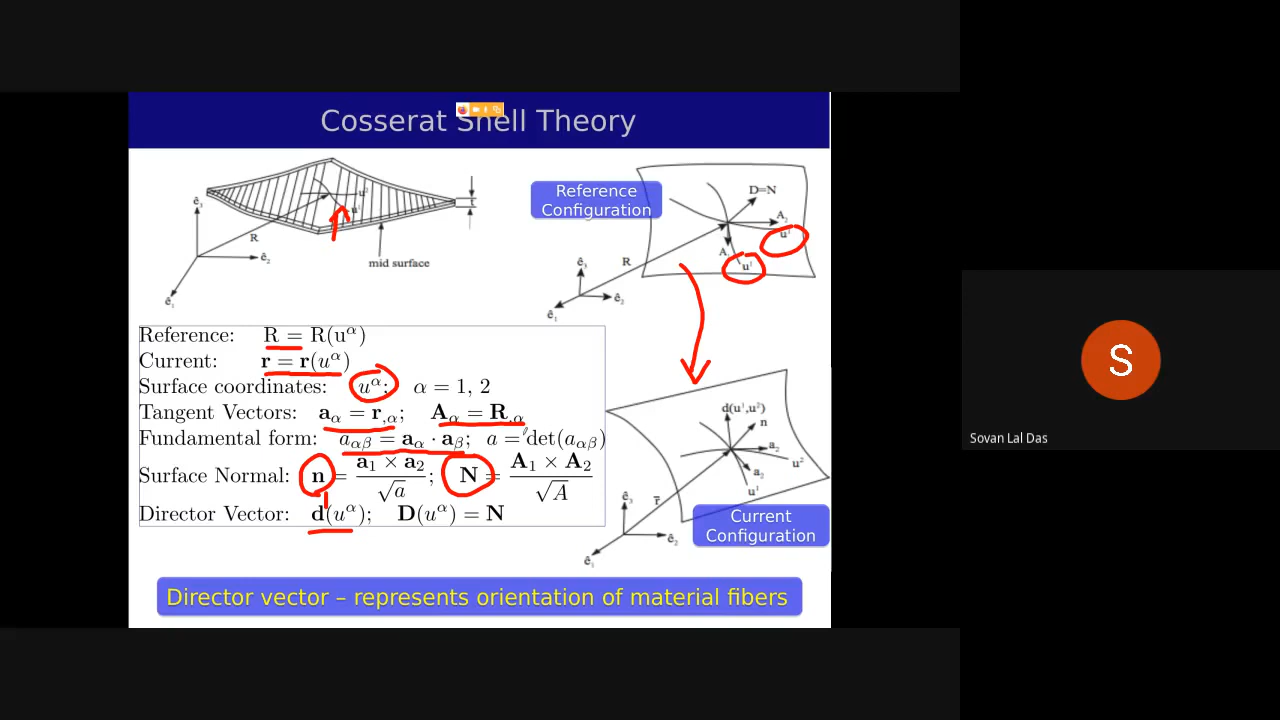 Cosserat Shell Theory
ê₃
ê₂
ê₁
R
u²
u¹
t
mid surface
Reference
Configuration
D=N
A₂
u¹
A₁
u¹
R
ê₃
ê₂
ê₁
Reference: R = R(u^α)
Current: r = r(u^α)
Surface coordinates: u^α; α = 1, 2
Tangent Vectors: a_α = r_,α; A_α = R_,α
Fundamental form: a_αβ = a_α · a_β; a = det(a_αβ)
Surface Normal: n = a₁ × a₂ / √a; N = A₁ × A₂ / √A
Director Vector: d(u^α); D(u^α) = N
d(u¹,u²)
n
a₂
a₂
u²
u¹
r̄
ê₃
ê₂
ê₁
Current
Configuration
Director vector – represents orientation of material fibers
S
Sovan Lal Das